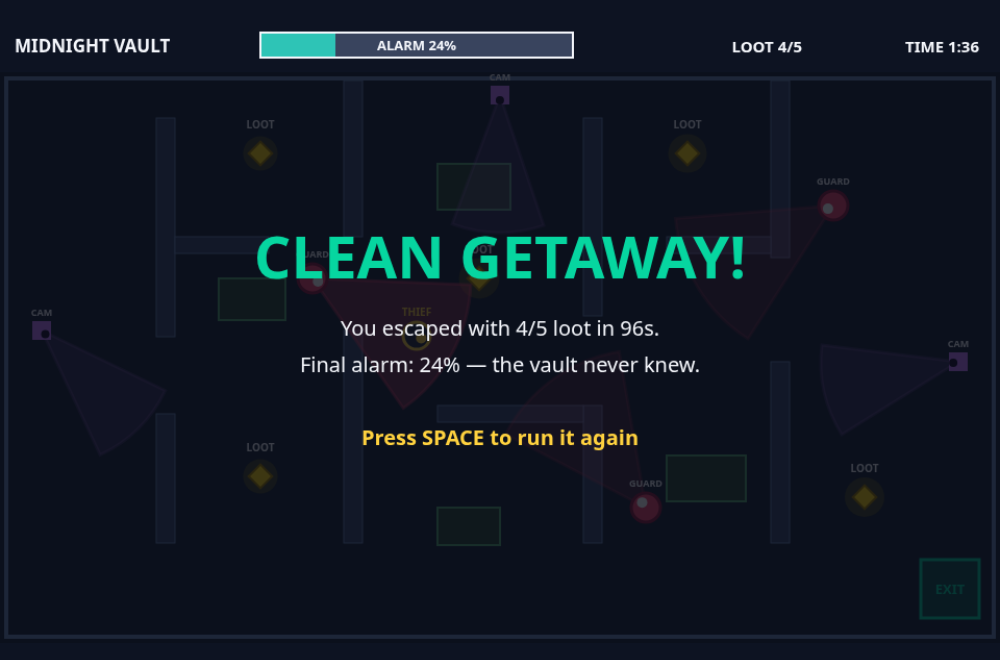 MIDNIGHT VAULT
ALARM 24%
LOOT 4/5
TIME 1:36
CAM
LOOT
LOOT
GUARD
CLEAN GETAWAY!
CAM
THIEF
You escaped with 4/5 loot in 96s.
CAM
Final alarm: 24% — the vault never knew.
Press SPACE to run it again
LOOT
LOOT
GUARD
EXIT